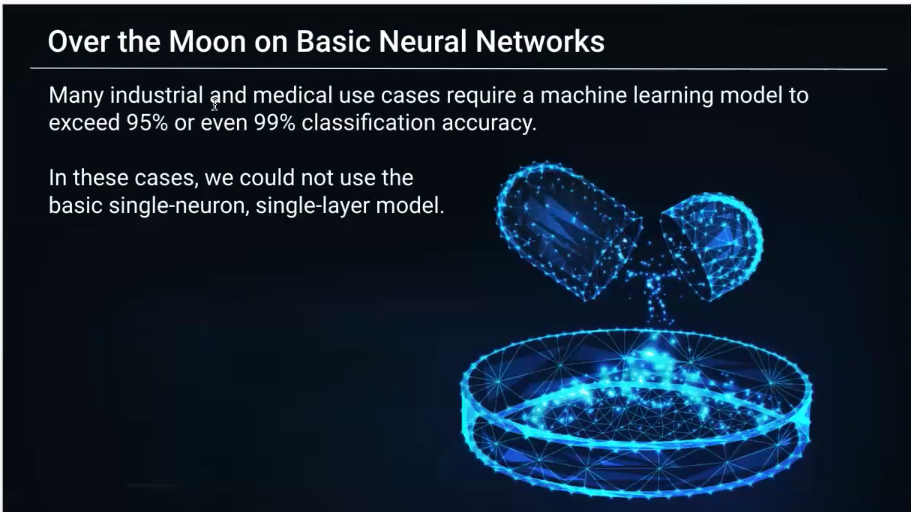 Over the Moon on Basic Neural Networks
Many industrial and medical use cases require a machine learning model to
exceed 95% or even 99% classification accuracy.
In these cases, we could not use the
basic single-neuron, single-layer model.